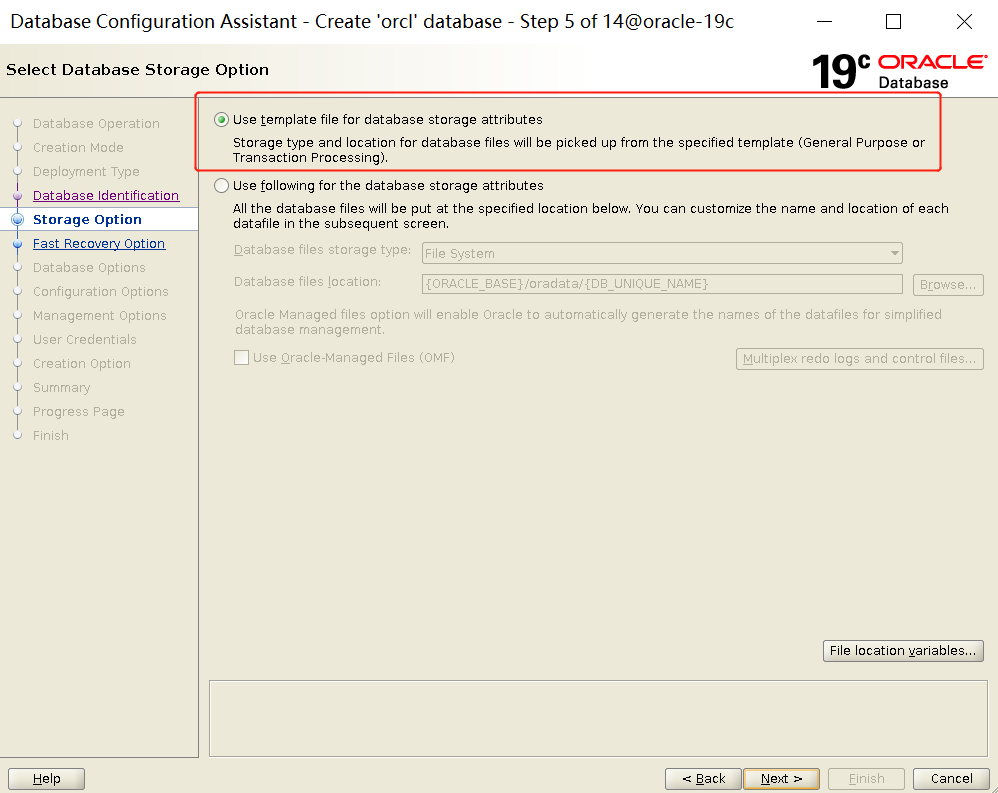 Database Configuration Assistant - Create 'orcl' database - Step 5 of 14@oracle-19c
Select Database Storage Option
19c ORACLE
Database
Database Operation
Creation Mode
Deployment Type
Database Identification
Storage Option
Fast Recovery Option
Database Options
Configuration Options
Management Options
User Credentials
Creation Option
Summary
Progress Page
Finish
Use template file for database storage attributes
Storage type and location for database files will be picked up from the specified template (General Purpose or
Transaction Processing).
Use following for the database storage attributes
All the database files will be put at the specified location below. You can customize the name and location of each
datafile in the subsequent screen.
Database files storage type: File System
Database files location: {ORACLE_BASE}/oradata/{DB_UNIQUE_NAME} Browse...
Oracle Managed files option will enable Oracle to automatically generate the names of the datafiles for simplified
database management.
Use Oracle-Managed Files (OMF) Multiplex redo logs and control files...
File location variables...
Help < Back Next > Finish Cancel